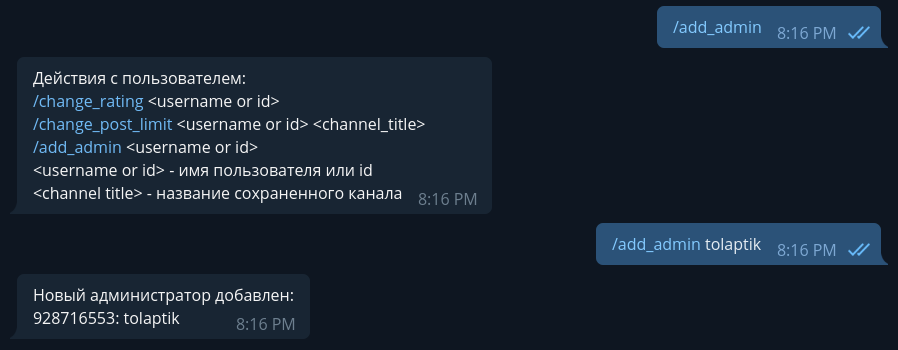 /add_admin 8:16 PM
Действия с пользователем:
/change_rating <username or id>
/change_post_limit <username or id> <channel_title>
/add_admin <username or id>
<username or id> - имя пользователя или id
<channel title> - название сохраненного канала 8:16 PM
/add_admin tolaptik 8:16 PM
Новый администратор добавлен:
928716553: tolaptik 8:16 PM